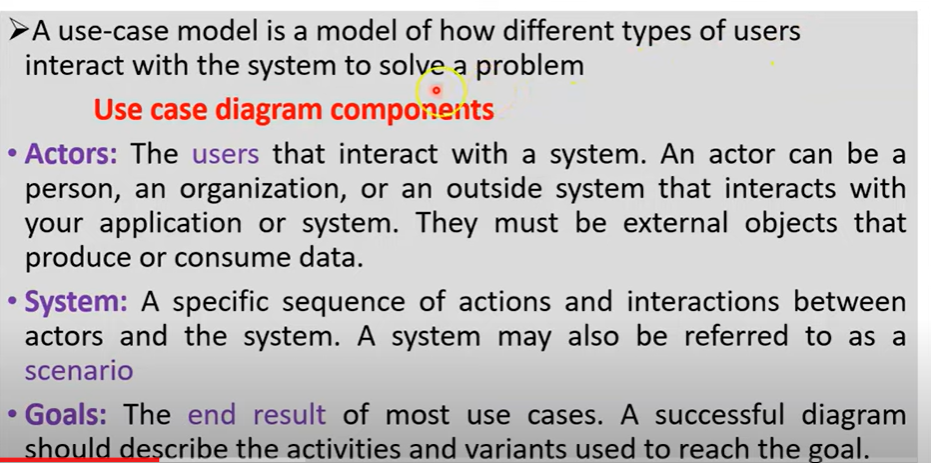 ➤A use-case model is a model of how different types of users
interact with the system to solve a problem
Use case diagram components
• Actors: The users that interact with a system. An actor can be a
person, an organization, or an outside system that interacts with
your application or system. They must be external objects that
produce or consume data.
• System: A specific sequence of actions and interactions between
actors and the system. A system may also be referred to as a
scenario
• Goals: The end result of most use cases. A successful diagram
should describe the activities and variants used to reach the goal.